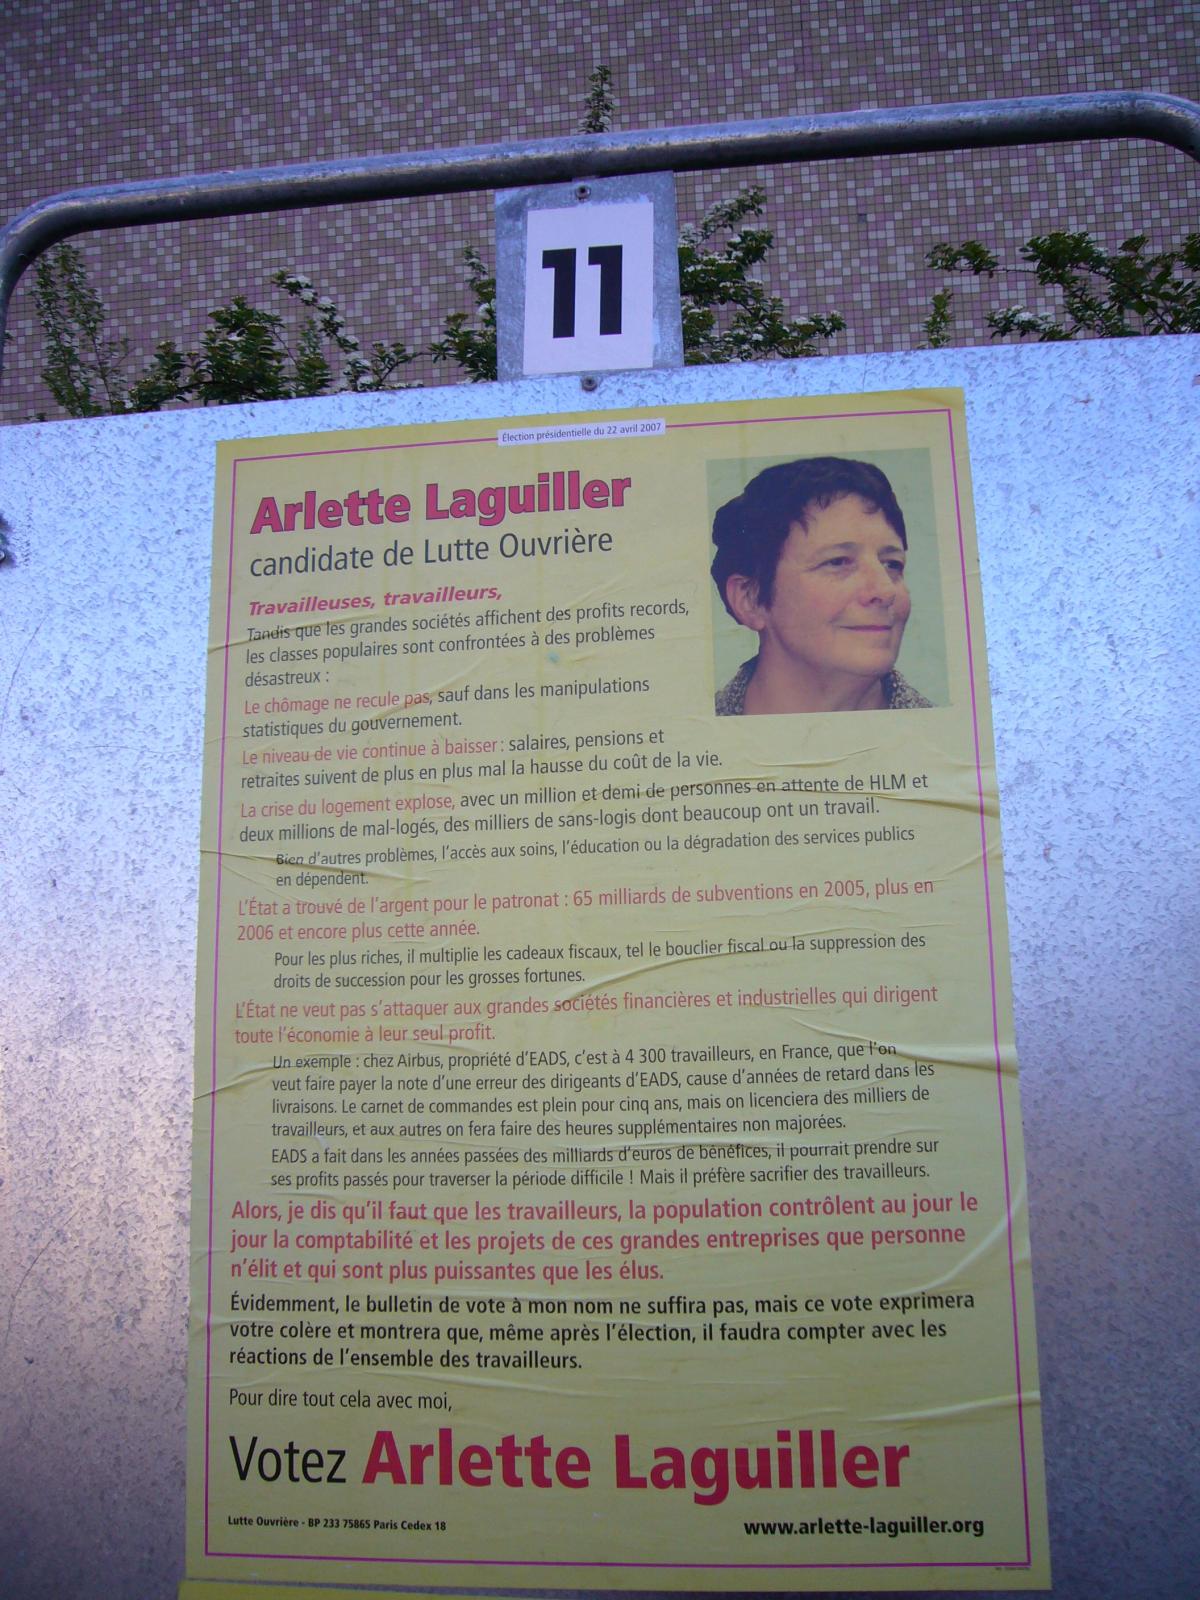 11
Élection présidentielle du 22 avril 2007
Arlette Laguiller
candidate de Lutte Ouvrière
Travailleuses, travailleurs,
Tandis que les grandes sociétés affichent des profits records,
les classes populaires sont confrontées à des problèmes
désastreux :
Le chômage ne recule pas, sauf dans les manipulations
statistiques du gouvernement.
Le niveau de vie continue à baisser : salaires, pensions et
retraites suivent de plus en plus mal la hausse du coût de la vie.
La crise du logement explose, avec un million et demi de personnes en attente de HLM et
deux millions de mal-logés, des milliers de sans-logis dont beaucoup ont un travail.
Bien d'autres problèmes, l'accès aux soins, l'éducation ou la dégradation des services publics
en dépendent.
L'État a trouvé de l'argent pour le patronat : 65 milliards de subventions en 2005, plus en
2006 et encore plus cette année.
Pour les plus riches, il multiplie les cadeaux fiscaux, tel le bouclier fiscal ou la suppression des
droits de succession pour les grosses fortunes.
L'État ne veut pas s'attaquer aux grandes sociétés financières et industrielles qui dirigent
toute l'économie à leur seul profit.
Un exemple : chez Airbus, propriété d'EADS, c'est à 4 300 travailleurs, en France, que l'on
veut faire payer la note d'une erreur des dirigeants d'EADS, cause d'années de retard dans les
livraisons. Le carnet de commandes est plein pour cinq ans, mais on licenciera des milliers de
travailleurs, et aux autres on fera faire des heures supplémentaires non majorées.
EADS a fait dans les années passées des milliards d'euros de bénéfices, il pourrait prendre sur
ses profits passés pour traverser la période difficile ! Mais il préfère sacrifier des travailleurs.
Alors, je dis qu'il faut que les travailleurs, la population contrôlent au jour le
jour la comptabilité et les projets de ces grandes entreprises que personne
n'élit et qui sont plus puissantes que les élus.
Évidemment, le bulletin de vote à mon nom ne suffira pas, mais ce vote exprimera
votre colère et montrera que, même après l'élection, il faudra compter avec les
réactions de l'ensemble des travailleurs.
Pour dire tout cela avec moi,
Votez Arlette Laguiller
Lutte Ouvrière - BP 233 75865 Paris Cedex 18
www.arlette-laguiller.org